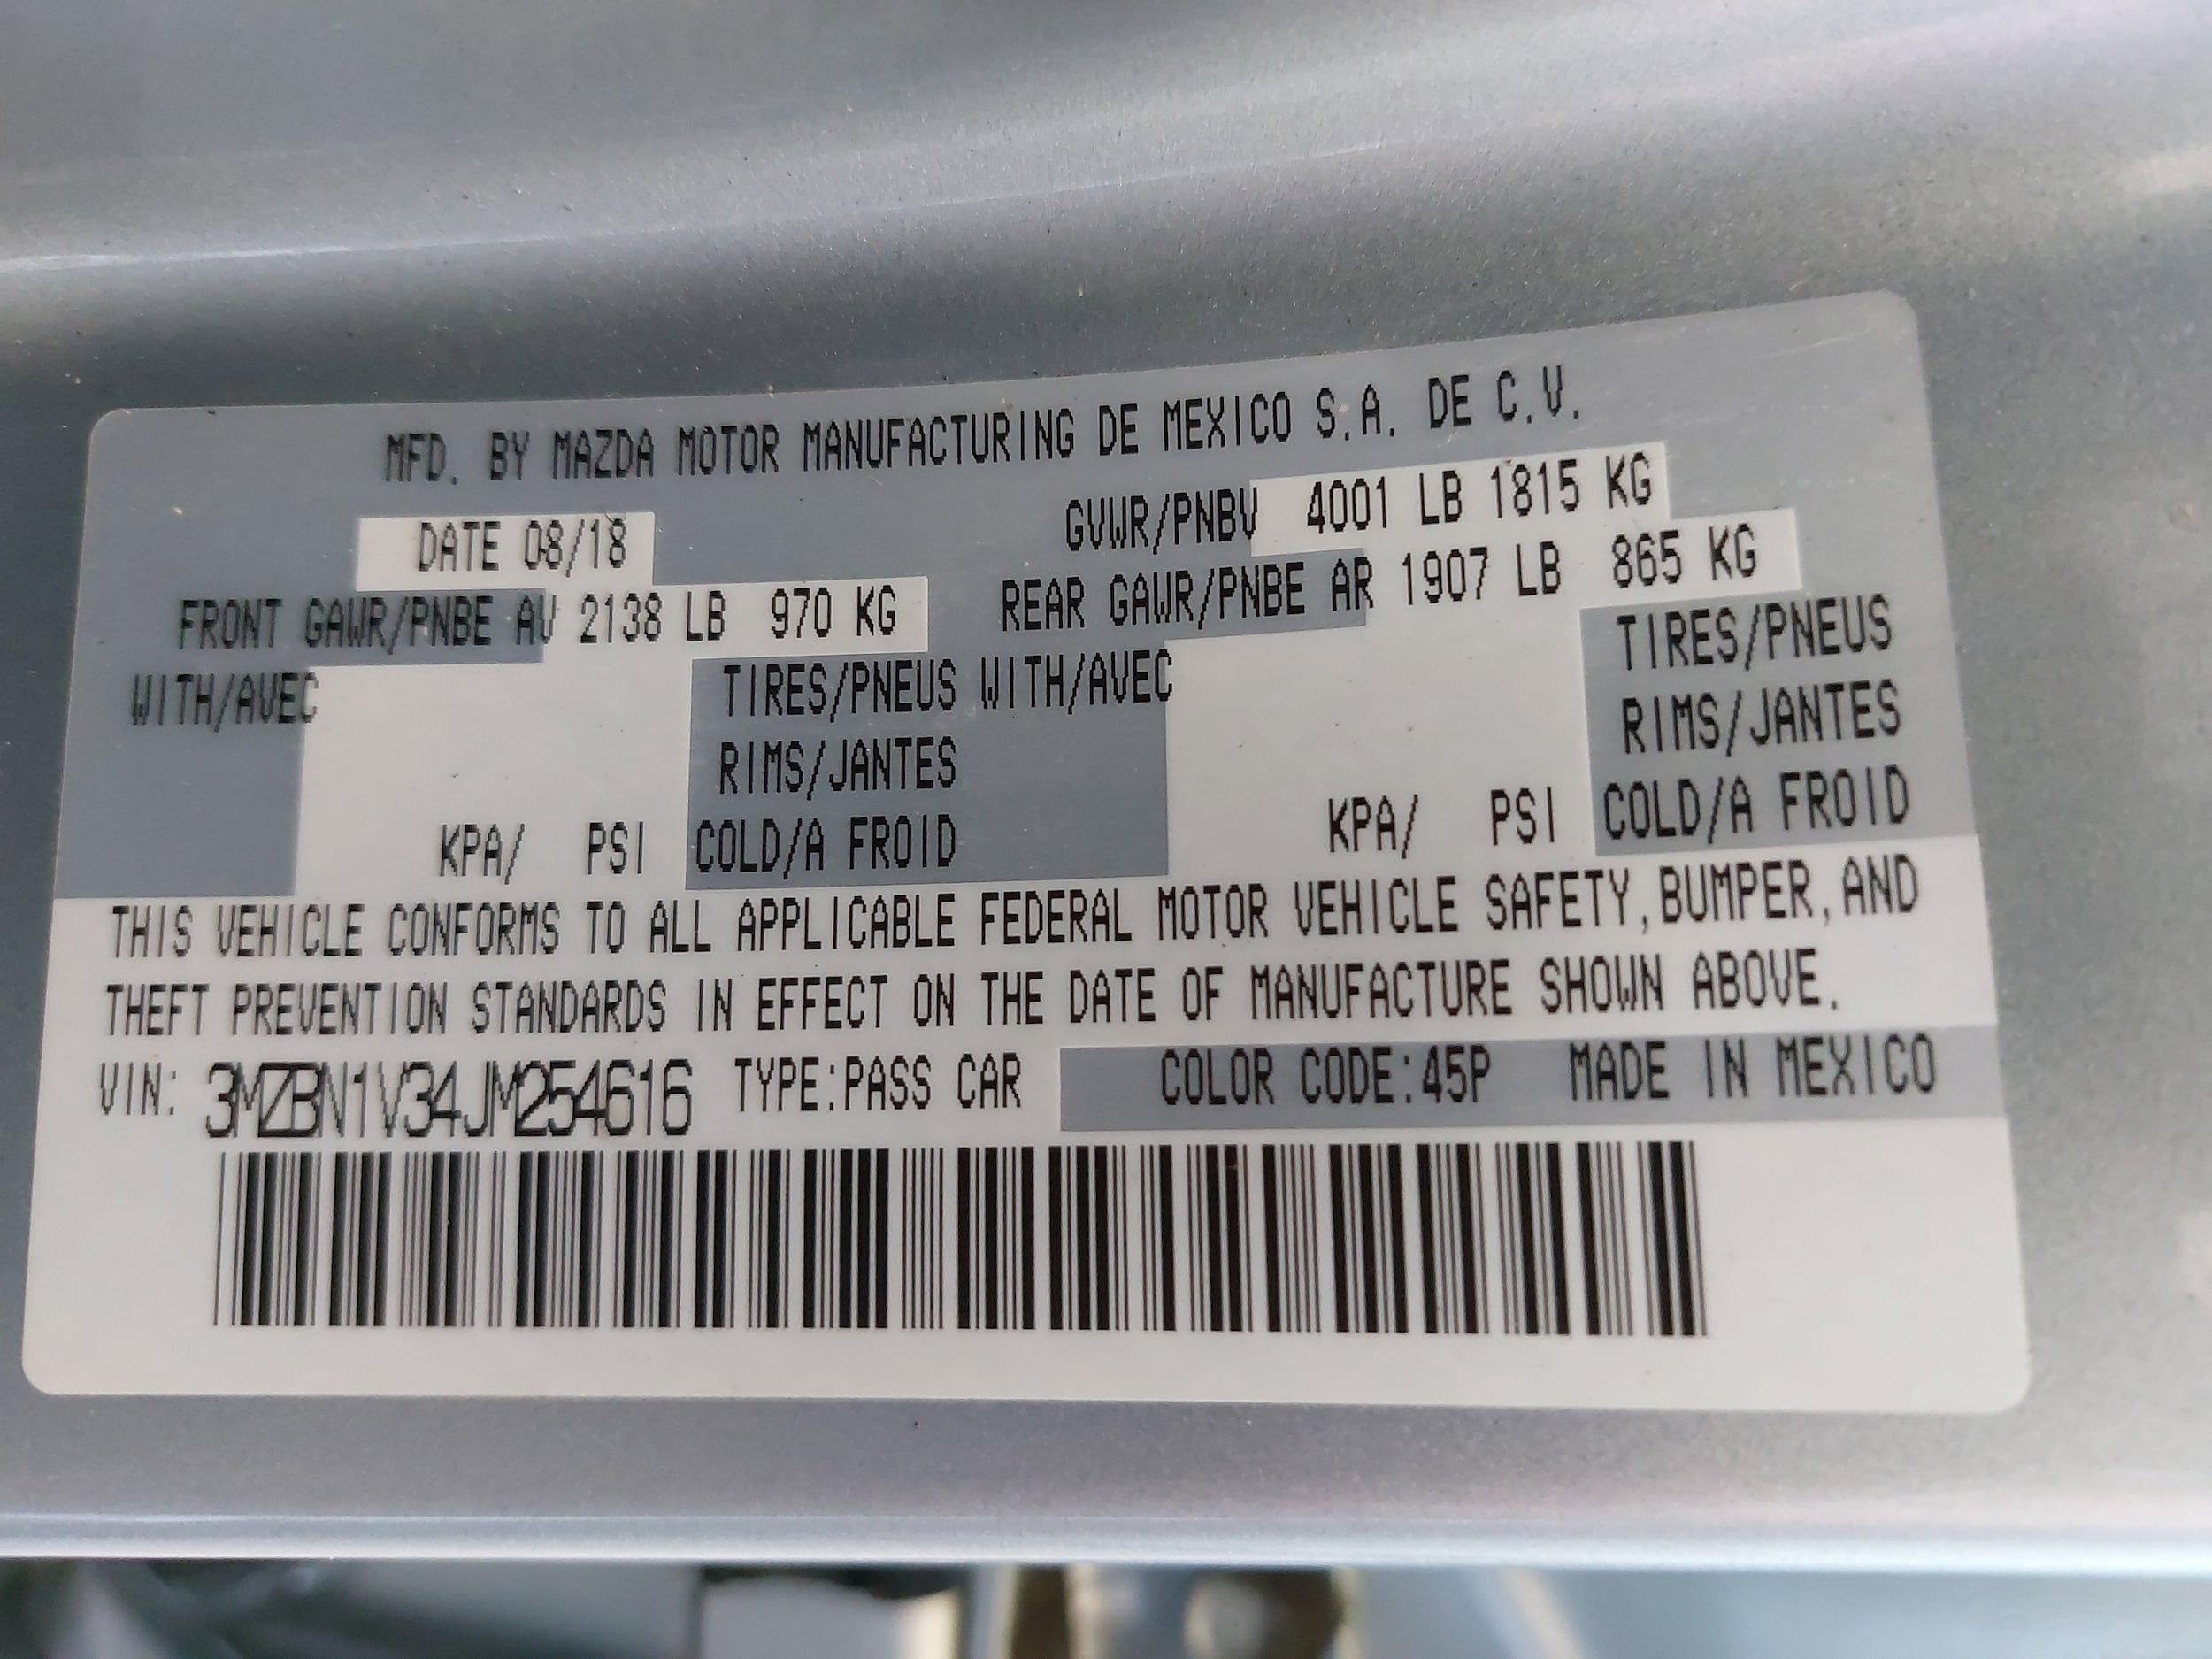 MFD. BY MAZDA MOTOR MANUFACTURING DE MEXICO S.A. DE C.V.
DATE 08/18 GVWR/PNBV 4001 LB 1815 KG
FRONT GAWR/PNBE AV 2138 LB 970 KG REAR GAWR/PNBE AR 1907 LB 865 KG
WITH/AVEC TIRES/PNEUS WITH/AVEC TIRES/PNEUS
RIMS/JANTES RIMS/JANTES
KPA/ PSI COLD/A FROID KPA/ PSI COLD/A FROID
THIS VEHICLE CONFORMS TO ALL APPLICABLE FEDERAL MOTOR VEHICLE SAFETY,BUMPER,AND
THEFT PREVENTION STANDARDS IN EFFECT ON THE DATE OF MANUFACTURE SHOWN ABOVE.
VIN: 3MZBN1V34JM254616 TYPE:PASS CAR COLOR CODE:45P MADE IN MEXICO